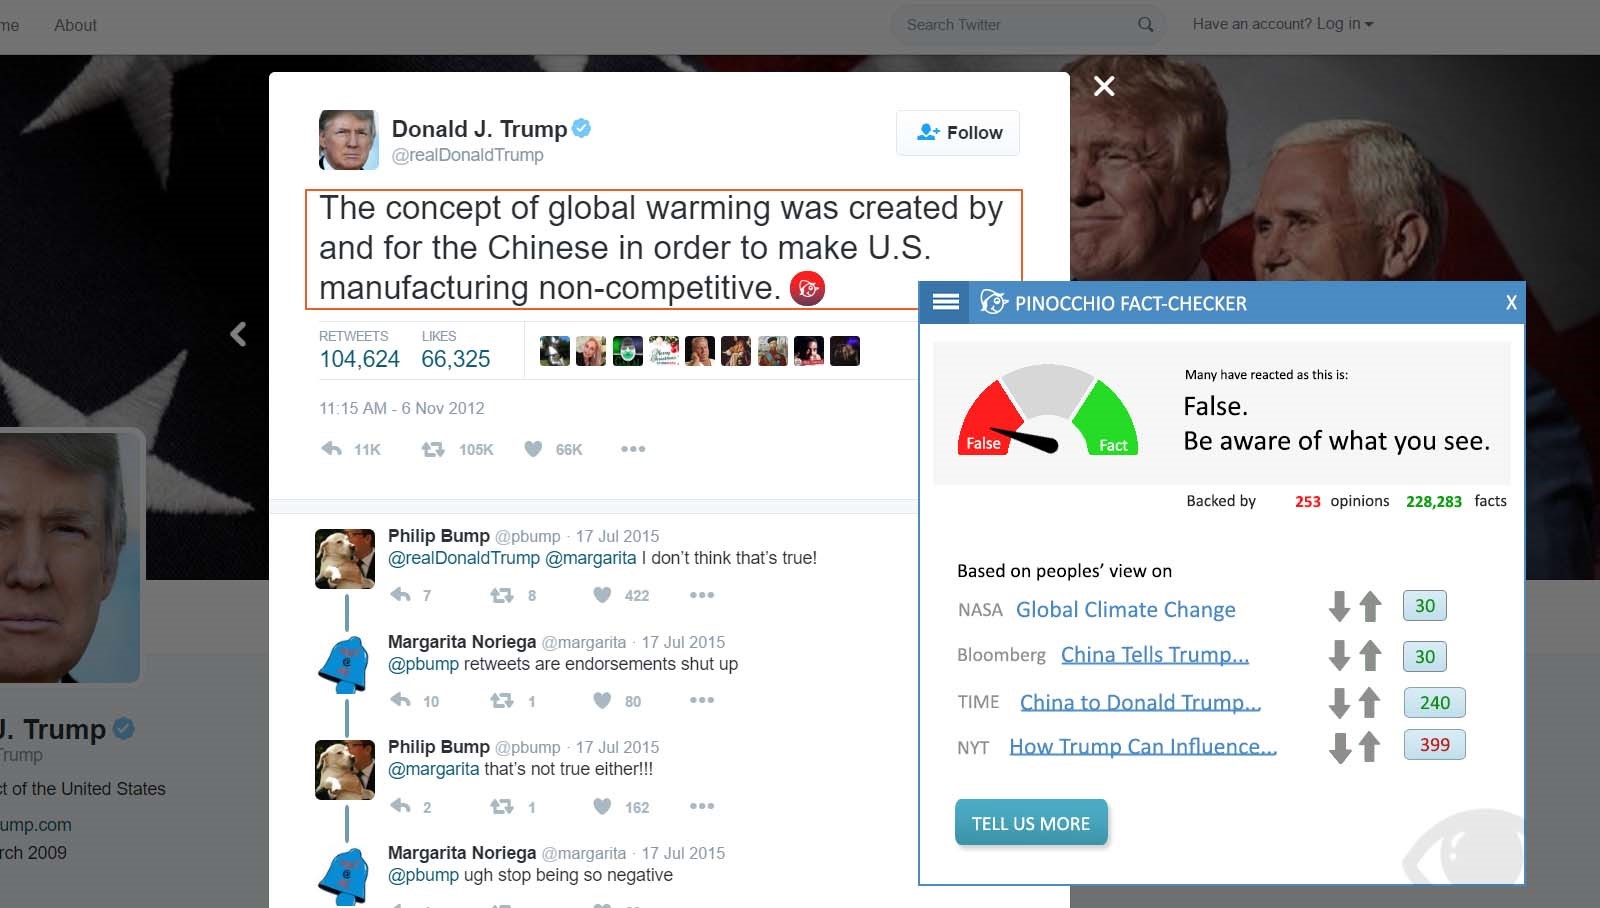 me About
Search Twitter
Have an account? Log in
Donald J. Trump
@realDonaldTrump
Follow
The concept of global warming was created by
and for the Chinese in order to make U.S.
manufacturing non-competitive.
RETWEETS LIKES
104,624 66,325
11:15 AM - 6 Nov 2012
11K 105K 66K
Philip Bump @pbump · 17 Jul 2015
@realDonaldTrump @margarita I don't think that's true!
7 8 422
Margarita Noriega @margarita · 17 Jul 2015
@pbump retweets are endorsements shut up
10 1 80
Philip Bump @pbump · 17 Jul 2015
@margarita that's not true either!!!
2 1 162
Margarita Noriega @margarita · 17 Jul 2015
@pbump ugh stop being so negative
J. Trump
Trump
t of the United States
ump.com
rch 2009
PINOCCHIO FACT-CHECKER X
False Fact
Many have reacted as this is:
False.
Be aware of what you see.
Backed by 253 opinions 228,283 facts
Based on peoples' view on
NASA Global Climate Change 30
Bloomberg China Tells Trump... 30
TIME China to Donald Trump... 240
NYT How Trump Can Influence... 399
TELL US MORE